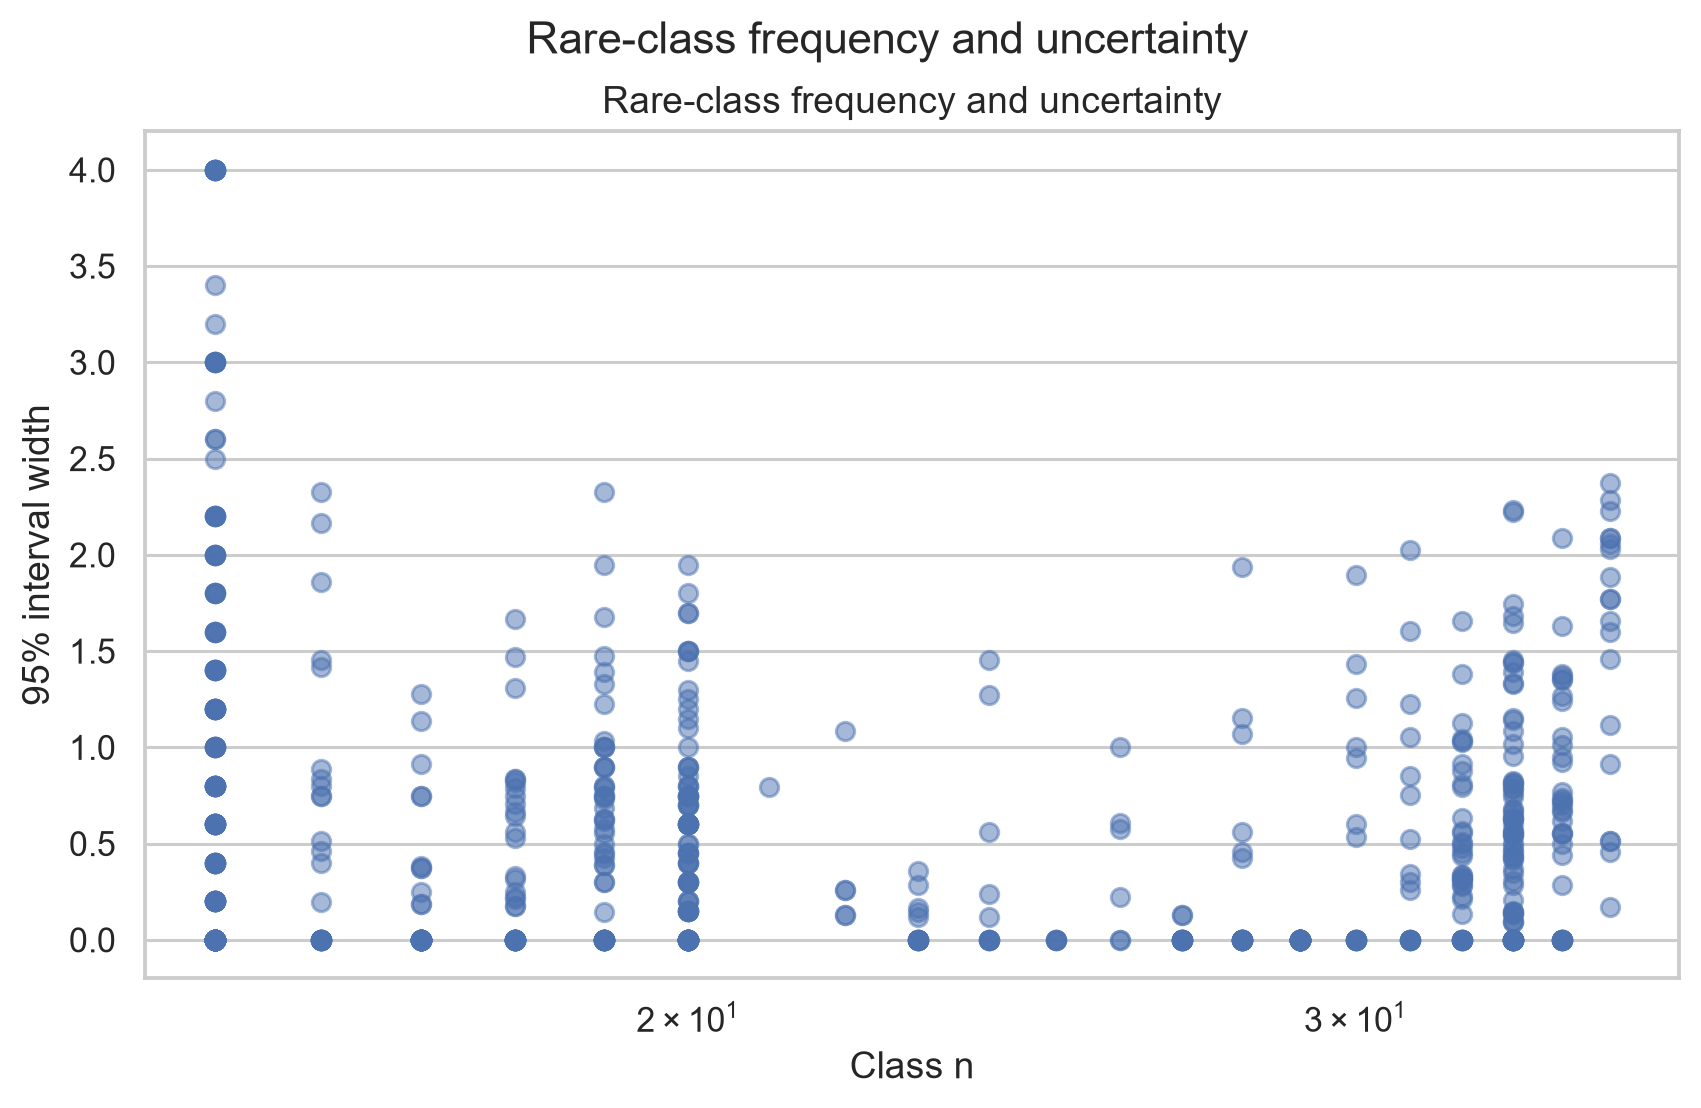 Rare-class frequency and uncertainty
Rare-class frequency and uncertainty
95% interval width
4.0
3.5
3.0
2.5
2.0
1.5
1.0
0.5
0.0
2 × 10¹
3 × 10¹
Class n